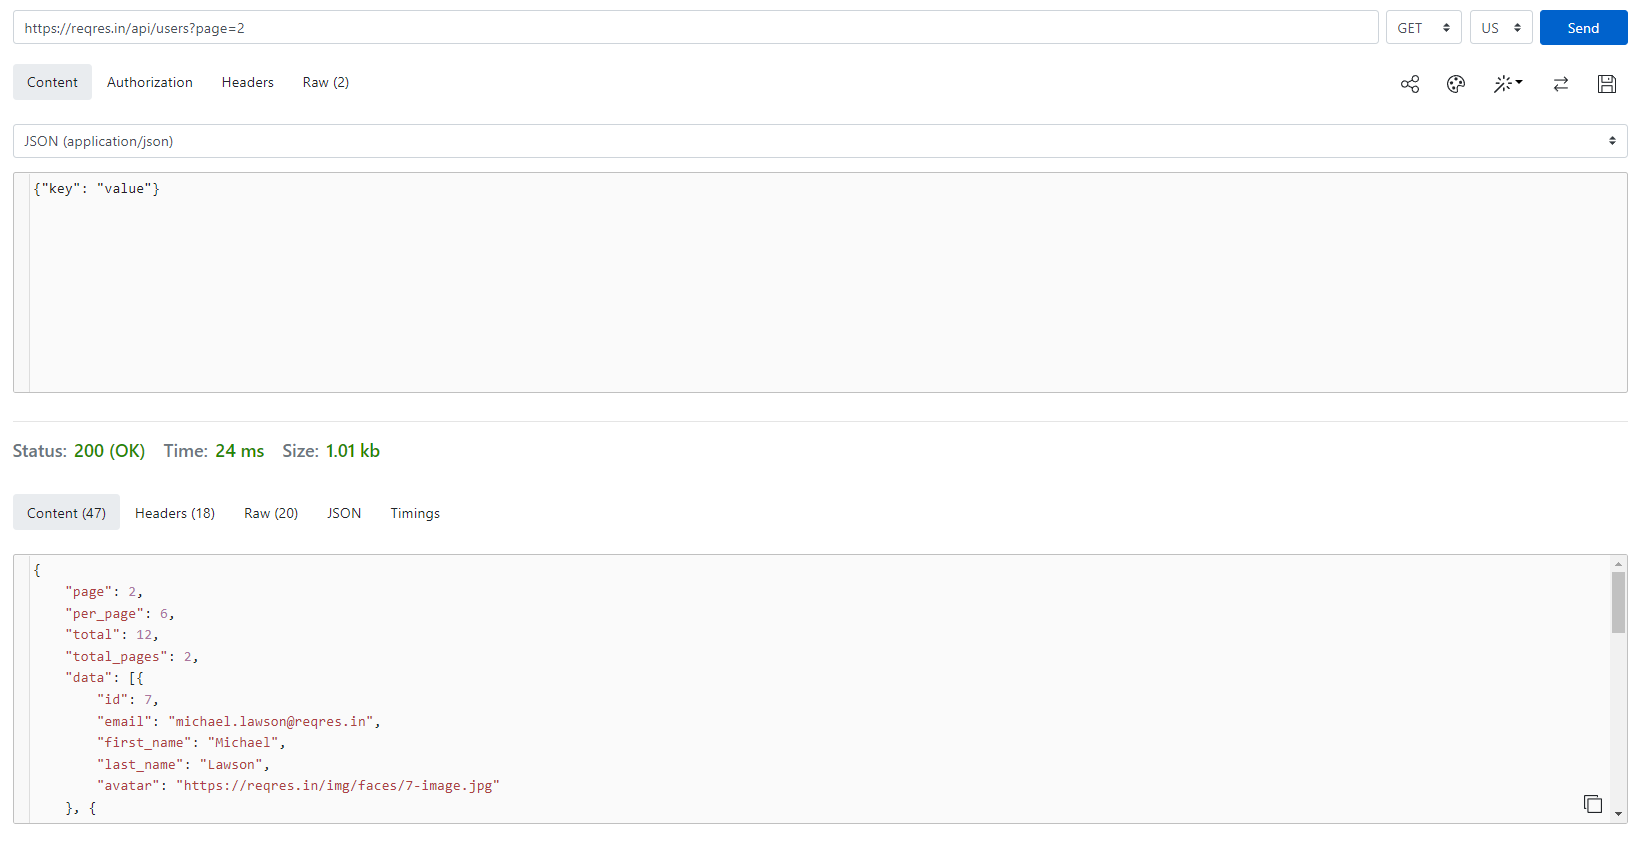 https://reqres.in/api/users?page=2 GET US Send
Content Authorization Headers Raw (2)
JSON (application/json)
{"key": "value"}
Status: 200 (OK) Time: 24 ms Size: 1.01 kb
Content (47) Headers (18) Raw (20) JSON Timings
{
"page": 2,
"per_page": 6,
"total": 12,
"total_pages": 2,
"data": [{
"id": 7,
"email": "michael.lawson@reqres.in",
"first_name": "Michael",
"last_name": "Lawson",
"avatar": "https://reqres.in/img/faces/7-image.jpg"
}, {